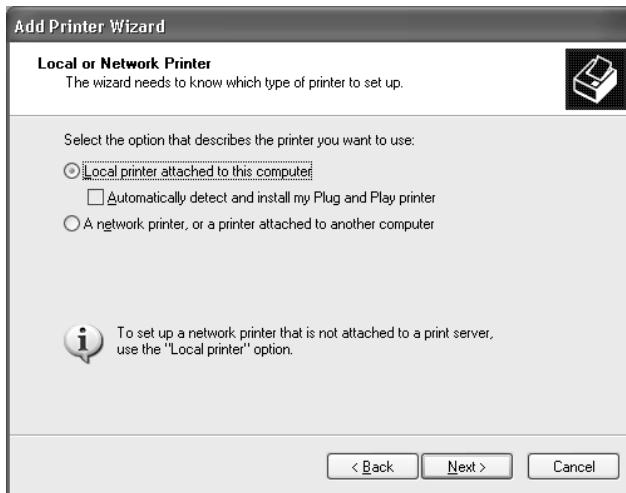 Add Printer Wizard
Local or Network Printer
The wizard needs to know which type of printer to set up.
Select the option that describes the printer you want to use:
Local printer attached to this computer
Automatically detect and install my Plug and Play printer
A network printer, or a printer attached to another computer
To set up a network printer that is not attached to a print server,
use the "Local printer" option.
< Back
Next >
Cancel